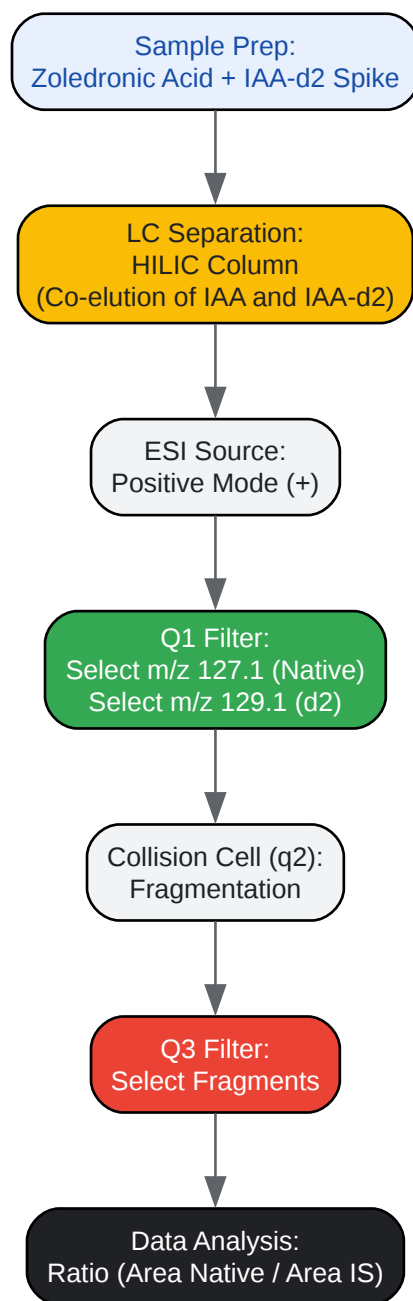 Sample Prep:
Zoledronic Acid + IAA-d2 Spike
LC Separation:
HILIC Column
(Co-elution of IAA and IAA-d2)
ESI Source:
Positive Mode (+)
Q1 Filter:
Select m/z 127.1 (Native)
Select m/z 129.1 (d2)
Collision Cell (q2):
Fragmentation
Q3 Filter:
Select Fragments
Data Analysis:
Ratio (Area Native / Area IS)